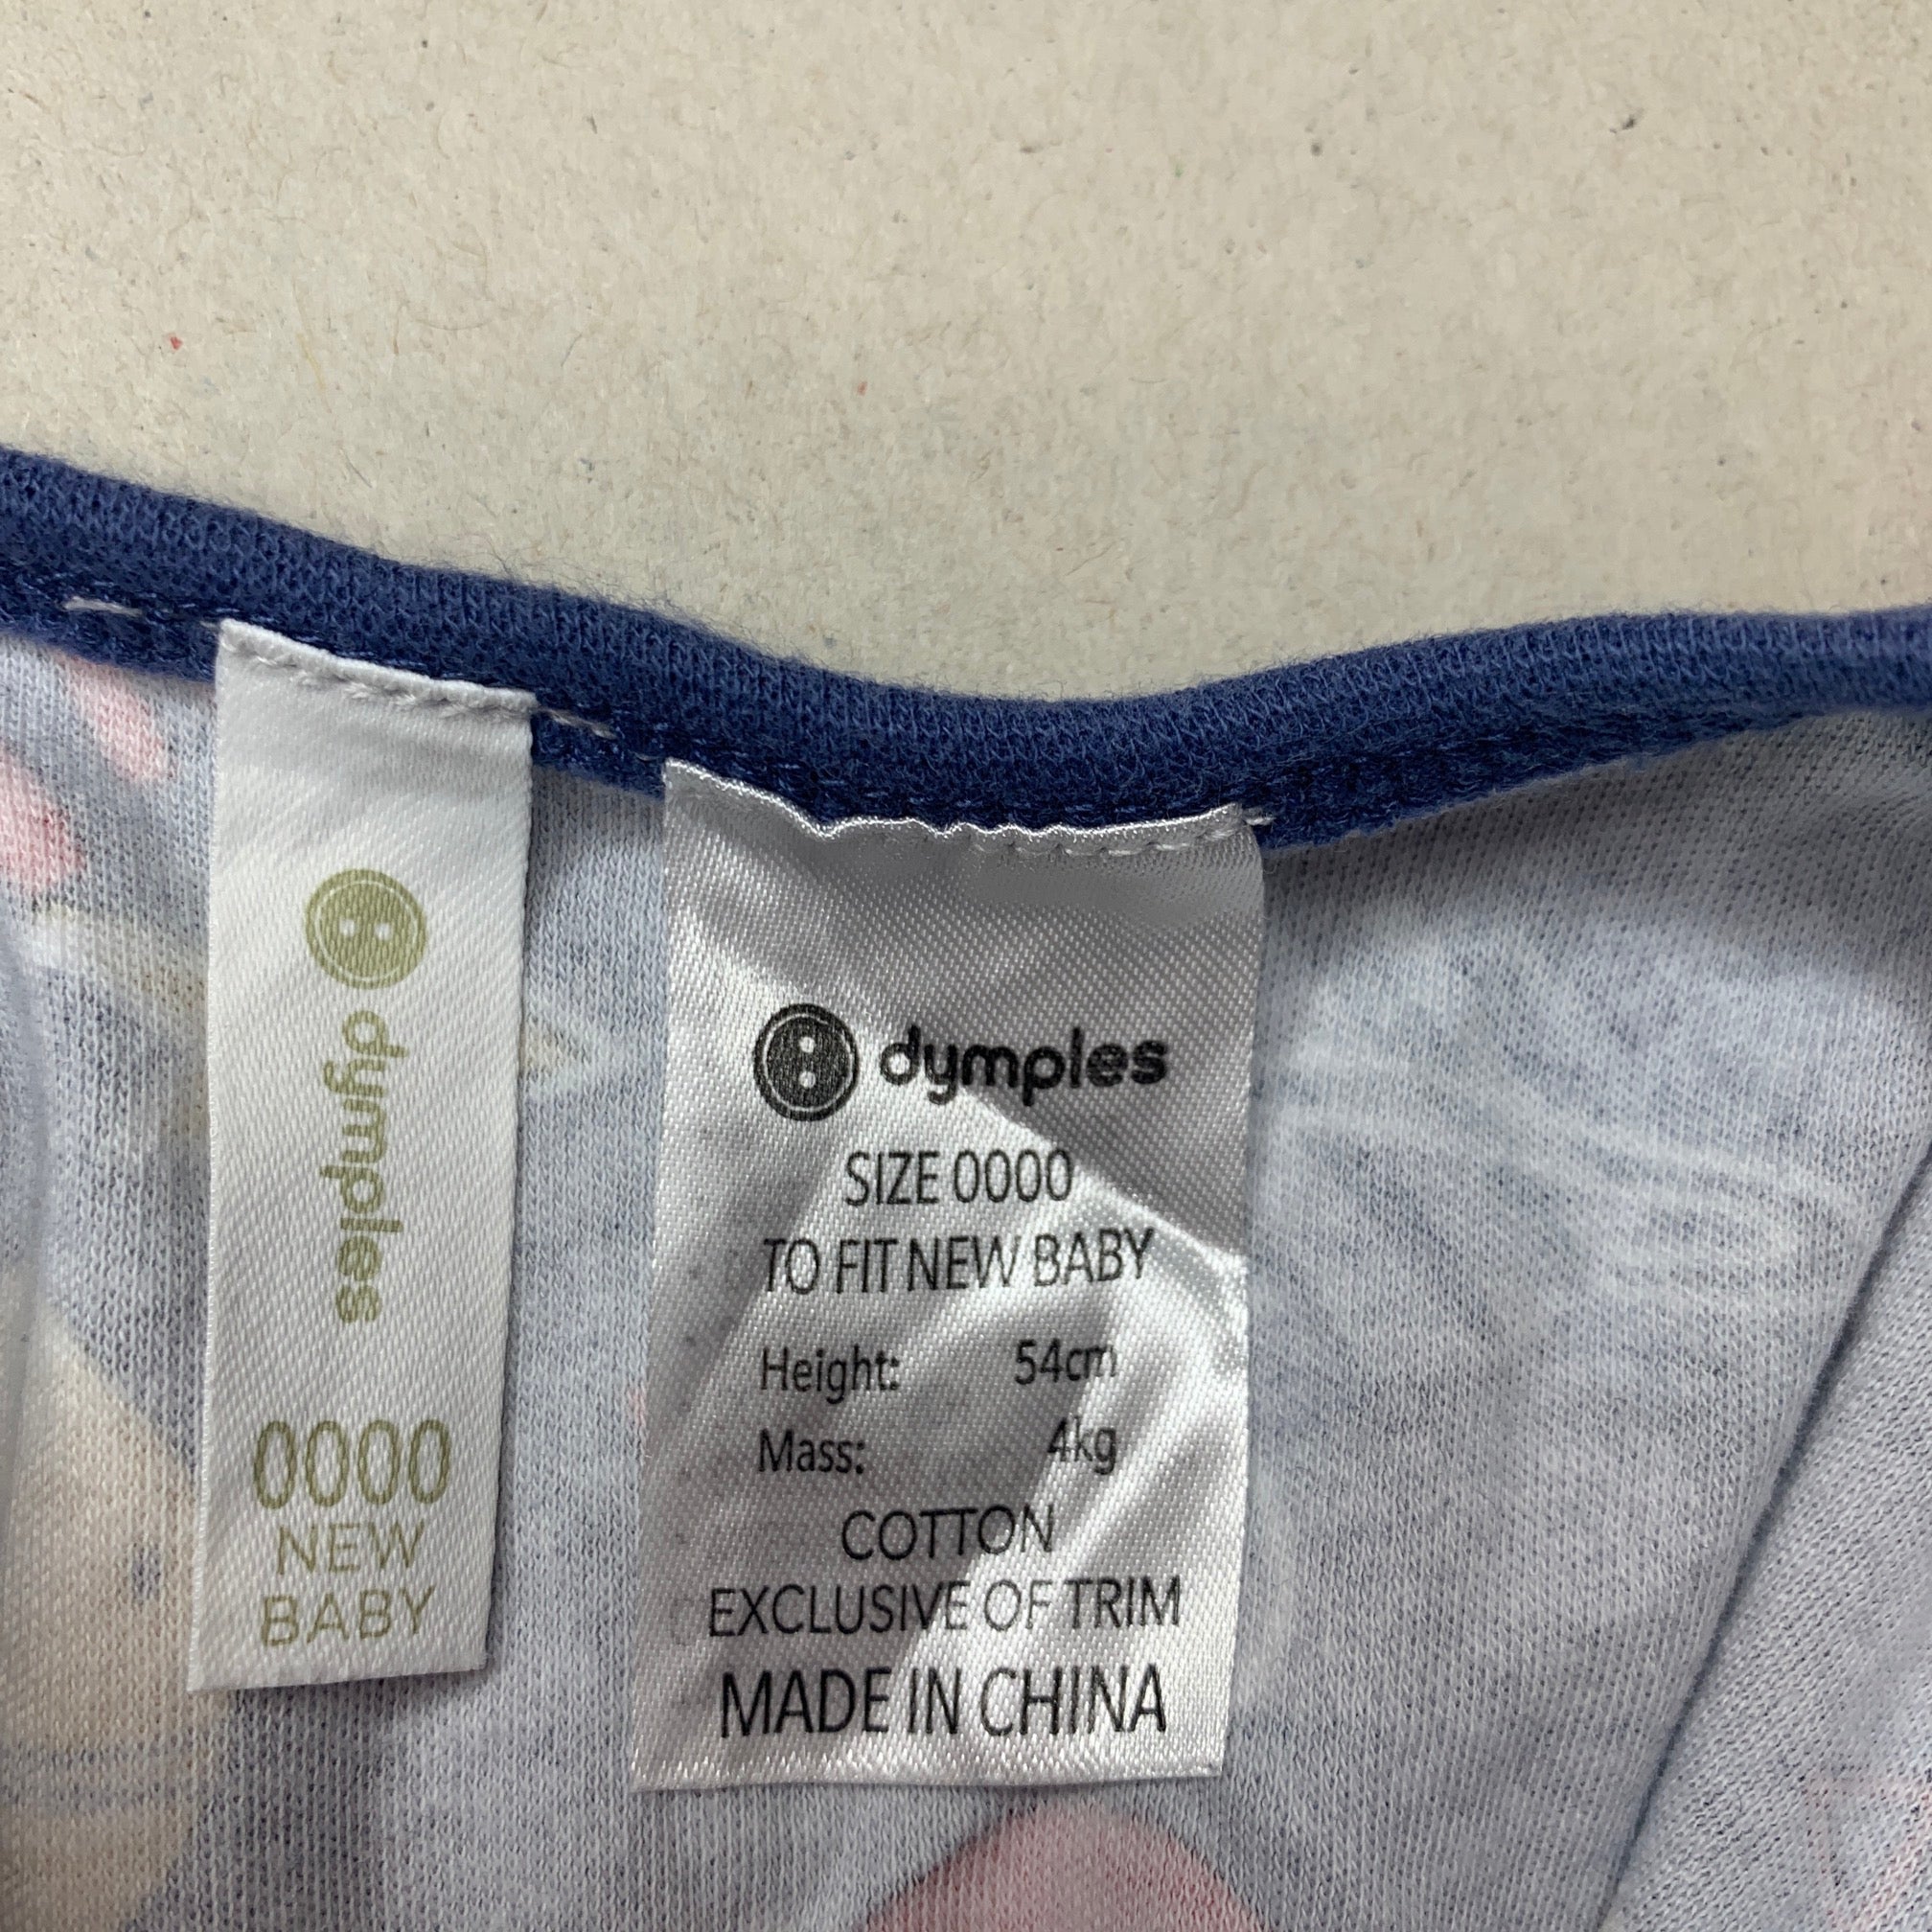 dymples
0000
NEW
BABY
dymples
SIZE 0000
TO FIT NEW BABY
Height: 54cm
Mass: 4kg
COTTON
EXCLUSIVE OF TRIM
MADE IN CHINA